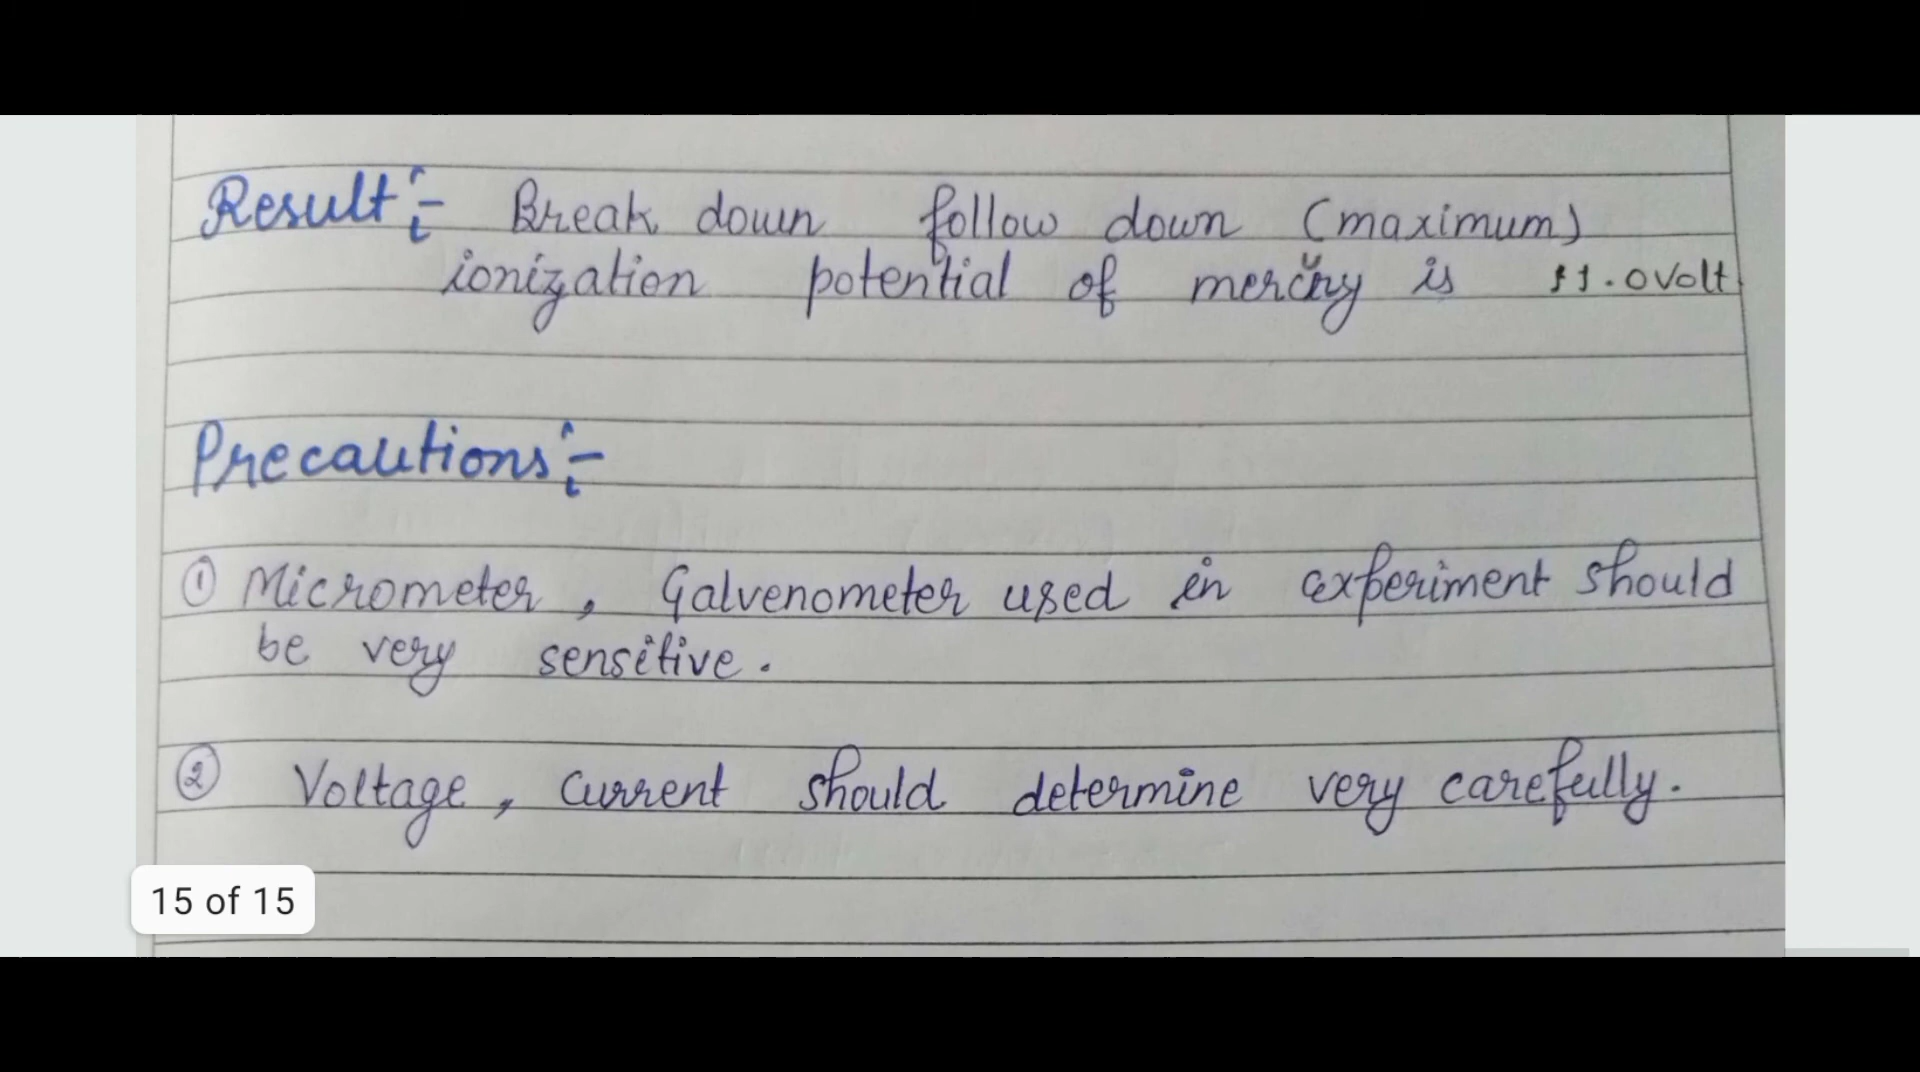 Result :- Break down follow down (maximum)
ionization potential of mercury is 11.0 volt
Precautions :-
① Micrometer, Galvenometer used in experiment should
be very sensitive.
② Voltage, current should determine very carefully.
15 of 15